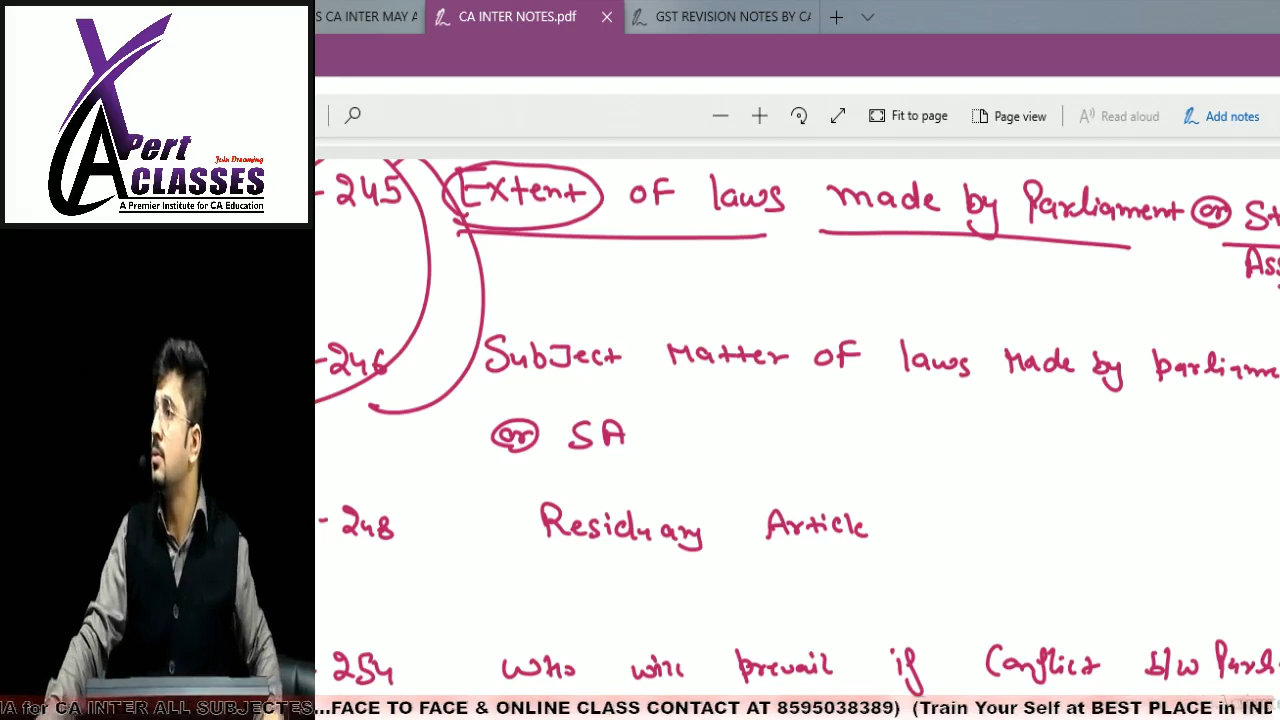 S CA INTER MAY A
CA INTER NOTES.pdf
GST REVISION NOTES BY CA
Fit to page
Page view
Read aloud
Add notes
XPert
Join Dreaming
CA CLASSES
A Premier Institute for CA Education
-245 Extent of laws made by Parliament or St
Ass
-246 Subject Matter of laws Made by parliame
or SA
-248 Residuary Article
-254 Who will prevail if Conflict b/w Parli
IA for CA INTER ALL SUBJECTES...FACE TO FACE & ONLINE CLASS CONTACT AT 8595038389) (Train Your Self at BEST PLACE in IND